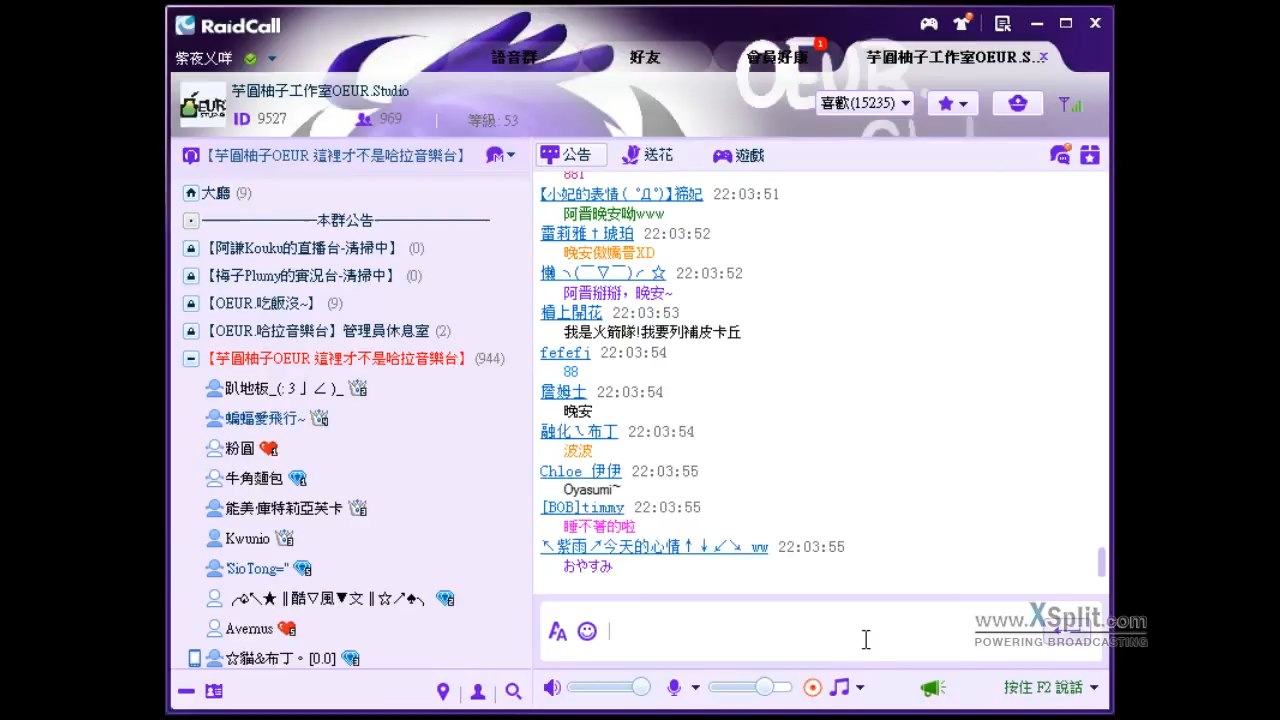 RaidCall
紫夜乂咩
語音群
好友
會員好康
1
芋圓柚子工作室OEUR.S...
芋圓柚子工作室OEUR.Studio
ID 9527
969
等級: 53
喜歡(15235)
【芋圓柚子OEUR 這裡才不是哈拉音樂台】
公告
送花
遊戲
大廳 (9)
本群公告
【阿謙Kouku的直播台-清掃中】 (0)
【梅子Plumy的實況台-清掃中】 (0)
【OEUR.吃飯沒~】 (9)
【OEUR.哈拉音樂台】管理員休息室 (2)
【芋圓柚子OEUR 這裡才不是哈拉音樂台】 (944)
趴地板_(:3」∠)_
蝙蝠愛飛行~
粉圓
牛角麵包
能美‧庫特莉亞芙卡
Kwunio
'SioTong="
╭∩↖★‖酷▽風▼文‖☆↗♠╮
Avernus
☆貓&布丁。[0.0]
881
【小妃的表情( ﾟДﾟ)】禘妃 22:03:51
阿晋晚安呦www
雷莉雅†琥珀 22:03:52
晚安傲嬌晋XD
懶ヽ(￣▽￣)╭ ☆ 22:03:52
阿晋掰掰，晚安~
槓上開花 22:03:53
我是火箭隊!我要列補皮卡丘
fefefj 22:03:54
88
詹姆士 22:03:54
晚安
融化乀布丁 22:03:54
波波
Chloe 伊伊 22:03:55
Oyasumi~
[BOB]timmy 22:03:55
睡不著的啦
↖紫雨↗今天的心情↑↓↙↘ ww 22:03:55
おやすみ
www.XSplit.com
POWERING BROADCASTING
按住 F2 說話